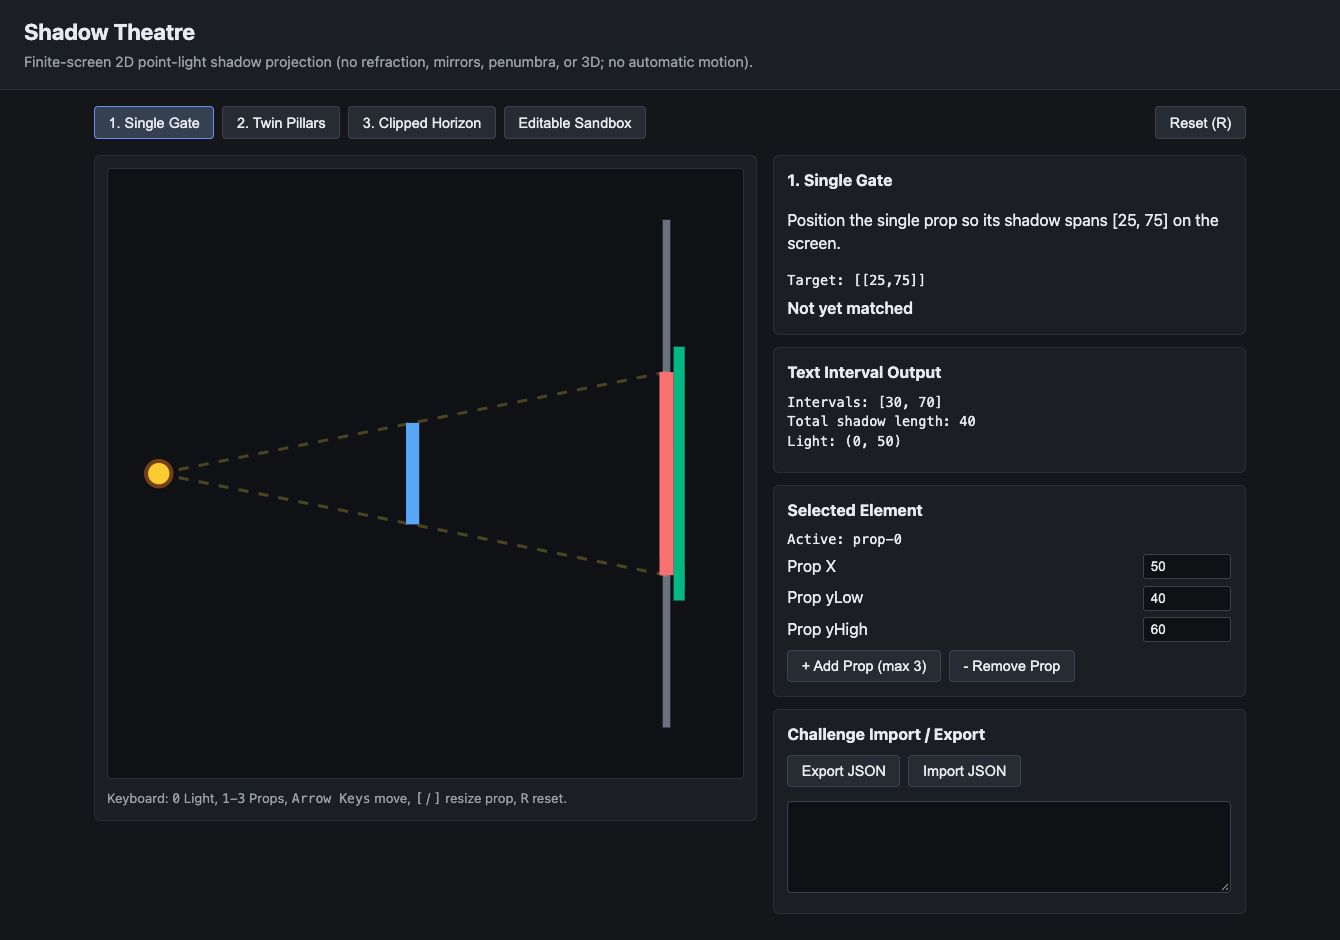 Shadow Theatre
Finite-screen 2D point-light shadow projection (no refraction, mirrors, penumbra, or 3D; no automatic motion).
1. Single Gate
2. Twin Pillars
3. Clipped Horizon
Editable Sandbox
Reset (R)
Keyboard: 0 Light, 1–3 Props, Arrow Keys move, [ / ] resize prop, R reset.
1. Single Gate
Position the single prop so its shadow spans [25, 75] on the
screen.
Target: [[25,75]]
Not yet matched
Text Interval Output
Intervals: [30, 70]
Total shadow length: 40
Light: (0, 50)
Selected Element
Active: prop-0
Prop X 50
Prop yLow 40
Prop yHigh 60
+ Add Prop (max 3)
- Remove Prop
Challenge Import / Export
Export JSON
Import JSON